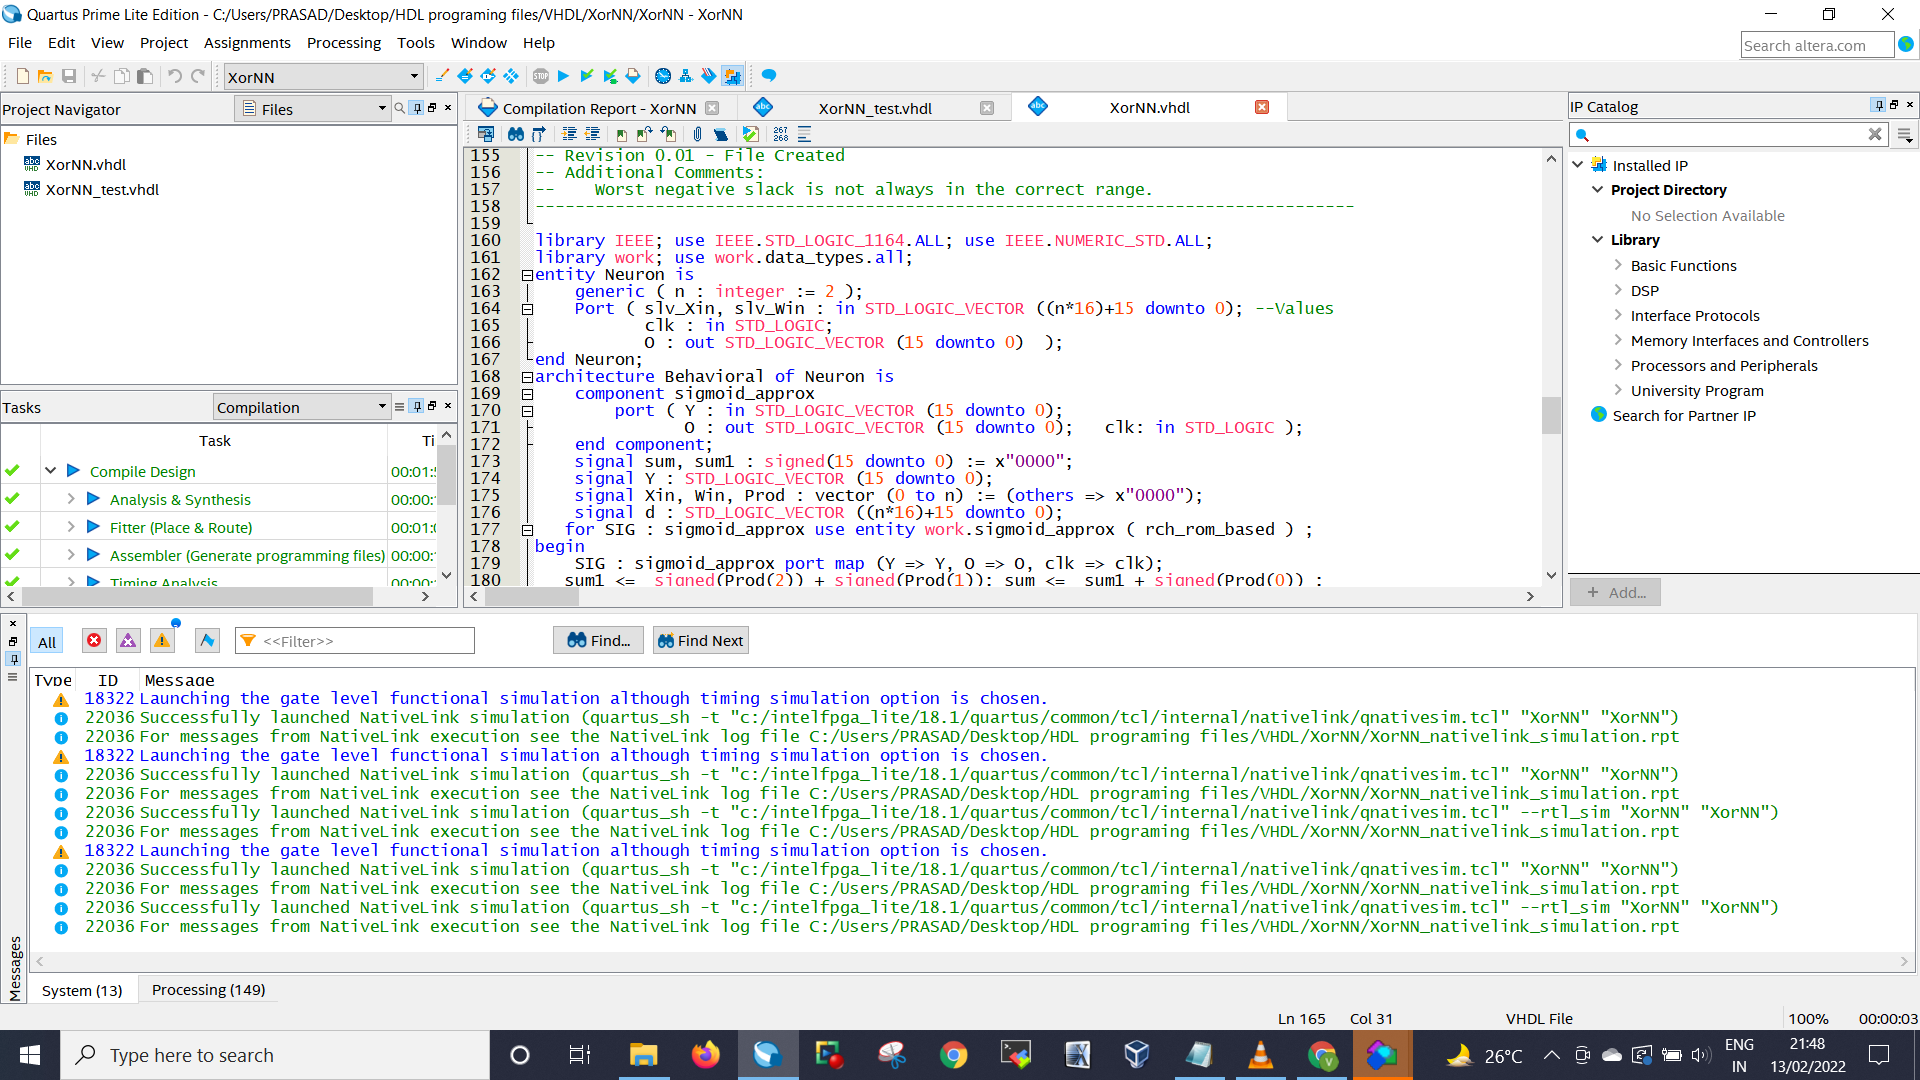 Quartus Prime Lite Edition - C:/Users/PRASAD/Desktop/HDL programing files/VHDL/XorNN/XorNN - XorNN
File Edit View Project Assignments Processing Tools Window Help
Search altera.com
XorNN
Project Navigator Files
Files
XorNN.vhdl
XorNN_test.vhdl
Tasks Compilation
Task Ti
Compile Design 00:01:
Analysis & Synthesis 00:00:
Fitter (Place & Route) 00:01:
Assembler (Generate programming files) 00:00:
Timing Analysis 00:00:
Compilation Report - XorNN XorNN_test.vhdl XorNN.vhdl
267
268
155 -- Revision 0.01 - File Created
156 -- Additional Comments:
157 --    Worst negative slack is not always in the correct range.
158 ----------------------------------------------------------------------------------
159
160 library IEEE; use IEEE.STD_LOGIC_1164.ALL; use IEEE.NUMERIC_STD.ALL;
161 library work; use work.data_types.all;
162 entity Neuron is
163     generic ( n : integer := 2 );
164     Port ( slv_Xin, slv_Win : in STD_LOGIC_VECTOR ((n*16)+15 downto 0); --Values
165            clk : in STD_LOGIC;
166            O : out STD_LOGIC_VECTOR (15 downto 0)  );
167 end Neuron;
168 architecture Behavioral of Neuron is
169     component sigmoid_approx
170         port ( Y : in STD_LOGIC_VECTOR (15 downto 0);
171                O : out STD_LOGIC_VECTOR (15 downto 0);   clk: in STD_LOGIC );
172     end component;
173     signal sum, sum1 : signed(15 downto 0) := x"0000";
174     signal Y : STD_LOGIC_VECTOR (15 downto 0);
175     signal Xin, Win, Prod : vector (0 to n) := (others => x"0000");
176     signal d : STD_LOGIC_VECTOR ((n*16)+15 downto 0);
177    for SIG : sigmoid_approx use entity work.sigmoid_approx ( rch_rom_based ) ;
178 begin
179     SIG : sigmoid_approx port map (Y => Y, O => O, clk => clk);
180    sum1 <=  signed(Prod(2)) + signed(Prod(1)); sum <=  sum1 + signed(Prod(0)) ;
IP Catalog
Installed IP
Project Directory
No Selection Available
Library
Basic Functions
DSP
Interface Protocols
Memory Interfaces and Controllers
Processors and Peripherals
University Program
Search for Partner IP
+ Add...
All <<Filter>> Find... Find Next
Type ID Message
18322 Launching the gate level functional simulation although timing simulation option is chosen.
22036 Successfully launched NativeLink simulation (quartus_sh -t "c:/intelfpga_lite/18.1/quartus/common/tcl/internal/nativelink/qnativesim.tcl" "XorNN" "XorNN")
22036 For messages from NativeLink execution see the NativeLink log file C:/Users/PRASAD/Desktop/HDL programing files/VHDL/XorNN/XorNN_nativelink_simulation.rpt
18322 Launching the gate level functional simulation although timing simulation option is chosen.
22036 Successfully launched NativeLink simulation (quartus_sh -t "c:/intelfpga_lite/18.1/quartus/common/tcl/internal/nativelink/qnativesim.tcl" "XorNN" "XorNN")
22036 For messages from NativeLink execution see the NativeLink log file C:/Users/PRASAD/Desktop/HDL programing files/VHDL/XorNN/XorNN_nativelink_simulation.rpt
22036 Successfully launched NativeLink simulation (quartus_sh -t "c:/intelfpga_lite/18.1/quartus/common/tcl/internal/nativelink/qnativesim.tcl" --rtl_sim "XorNN" "XorNN")
22036 For messages from NativeLink execution see the NativeLink log file C:/Users/PRASAD/Desktop/HDL programing files/VHDL/XorNN/XorNN_nativelink_simulation.rpt
18322 Launching the gate level functional simulation although timing simulation option is chosen.
22036 Successfully launched NativeLink simulation (quartus_sh -t "c:/intelfpga_lite/18.1/quartus/common/tcl/internal/nativelink/qnativesim.tcl" "XorNN" "XorNN")
22036 For messages from NativeLink execution see the NativeLink log file C:/Users/PRASAD/Desktop/HDL programing files/VHDL/XorNN/XorNN_nativelink_simulation.rpt
22036 Successfully launched NativeLink simulation (quartus_sh -t "c:/intelfpga_lite/18.1/quartus/common/tcl/internal/nativelink/qnativesim.tcl" --rtl_sim "XorNN" "XorNN")
22036 For messages from NativeLink execution see the NativeLink log file C:/Users/PRASAD/Desktop/HDL programing files/VHDL/XorNN/XorNN_nativelink_simulation.rpt
Messages
System (13) Processing (149)
Ln 165 Col 31 VHDL File 100% 00:00:03
Type here to search
26°C
ENG
IN
21:48
13/02/2022